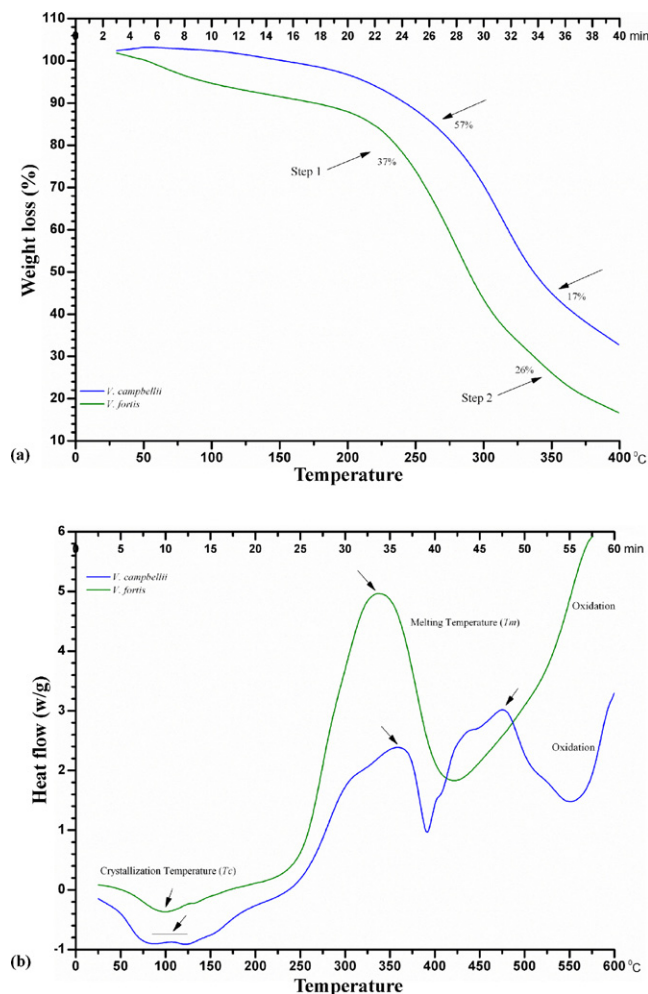 0 2 4 6 8 10 12 14 16 18 20 22 24 26 28 30 32 34 36 38 40 min
110
100
90
80
70
60
50
40
30
20
10
Weight loss (%)
57%
37%
Step 1
17%
26%
Step 2
V. campbellii
V. fortis
0 50 100 150 200 250 300 350 400 °C
(a)
Temperature
0 5 10 15 20 25 30 35 40 45 50 55 60 min
6
5
4
3
2
1
0
-1
Heat flow (w/g)
V. campbellii
V. fortis
Oxidation
Melting Temperature (Tm)
Oxidation
Crystallization Temperature (Tc)
0 50 100 150 200 250 300 350 400 450 500 550 600 °C
(b)
Temperature